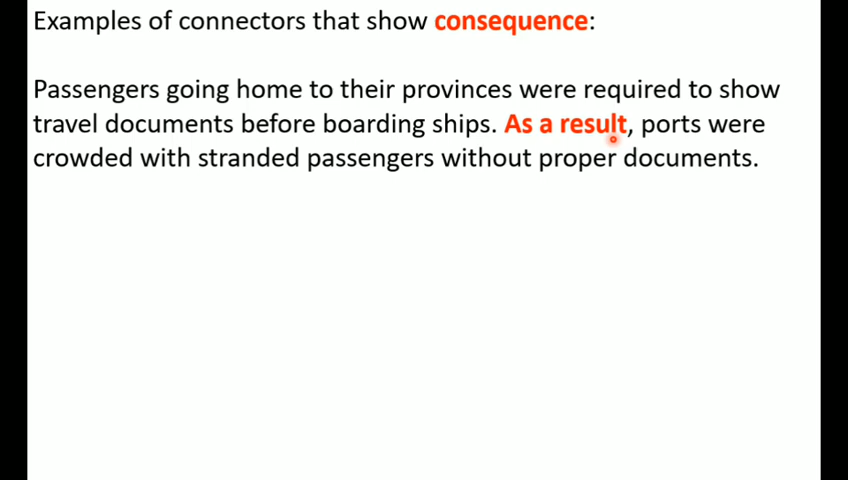 Examples of connectors that show consequence:
Passengers going home to their provinces were required to show
travel documents before boarding ships. As a result, ports were
crowded with stranded passengers without proper documents.